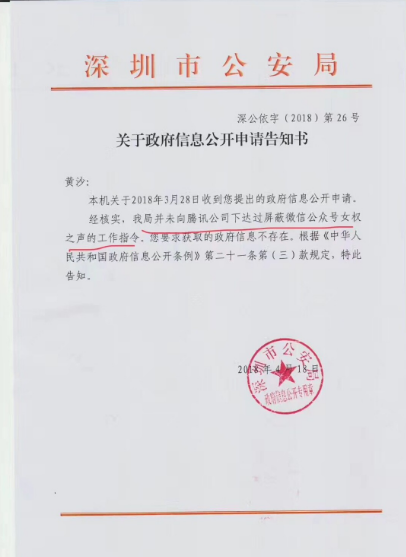 深圳市公安局
深公依字（2018）第26号
关于政府信息公开申请告知书
黄沙:
本机关于2018年3月28日收到您提出的政府信息公开申请。
经核实，我局并未向腾讯公司下达过屏蔽微信公众号女权
之声的工作指令，您要求获取的政府信息不存在。根据《中华人
民共和国政府信息公开条例》第二十一条第（三）款规定，特此
告知。
深圳市公安局
政府信息公开专用章
2018年4月18日